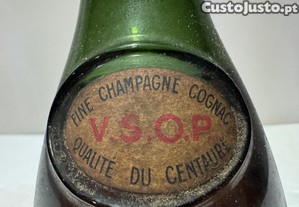 CustoJusto.pt
FINE CHAMPAGNE COGNAC
V.S.O.P
QUALITÉ DU CENTAURE